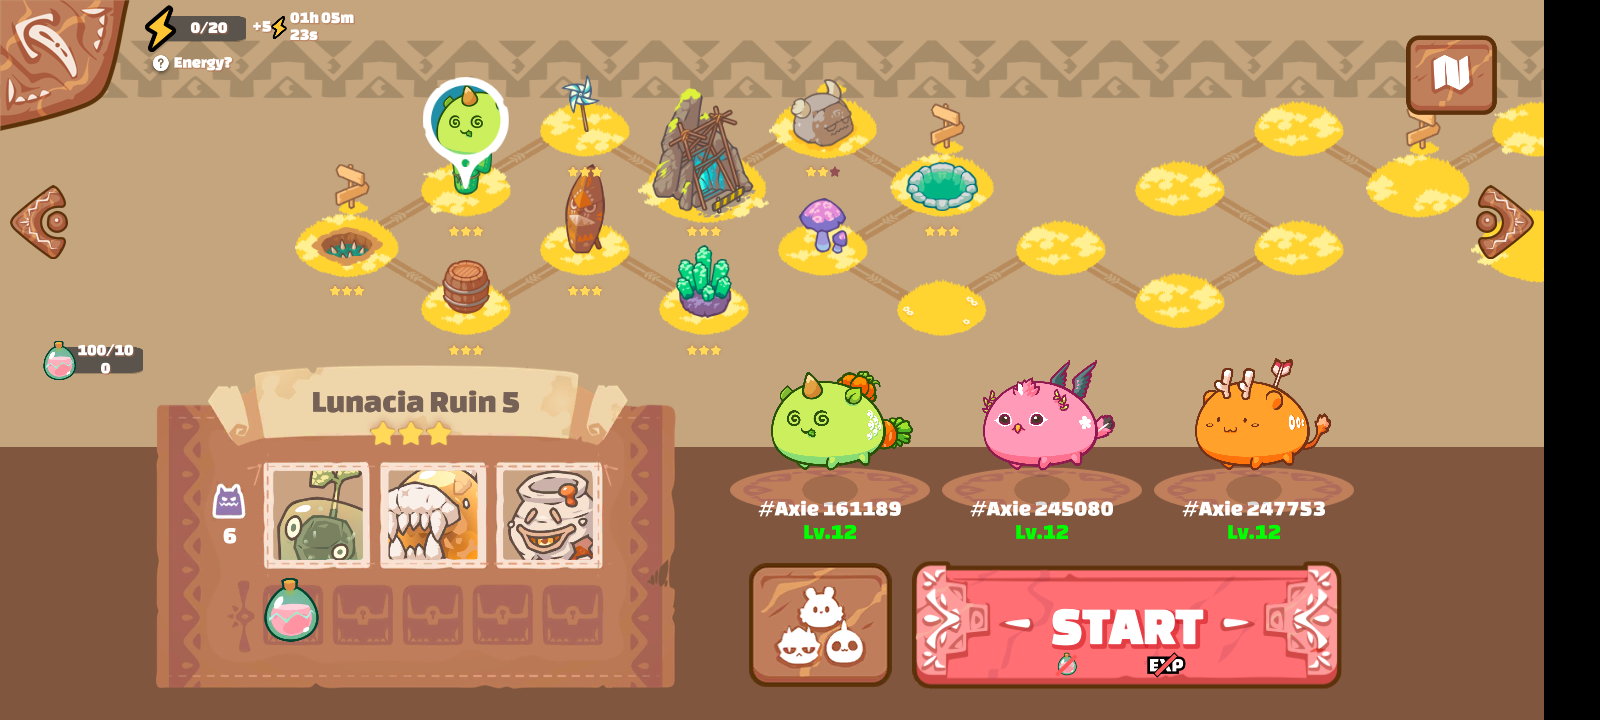 0/20
+5 01h 05m
23s
? Energy?
100/10
0
Lunacia Ruin 5
6
#Axie 161189
Lv.12
#Axie 245080
Lv.12
#Axie 247753
Lv.12
START
EXP